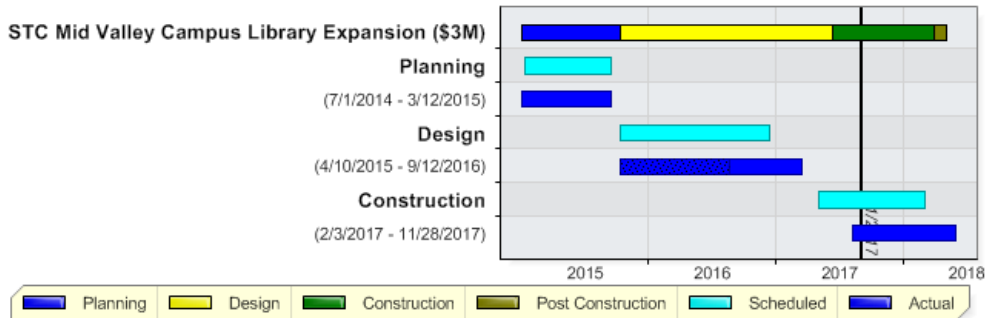 STC Mid Valley Campus Library Expansion ($3M)
Planning
(7/1/2014 - 3/12/2015)
Design
(4/10/2015 - 9/12/2016)
Construction
(2/3/2017 - 11/28/2017)
2015 2016 2017 2018
Planning Design Construction Post Construction Scheduled Actual